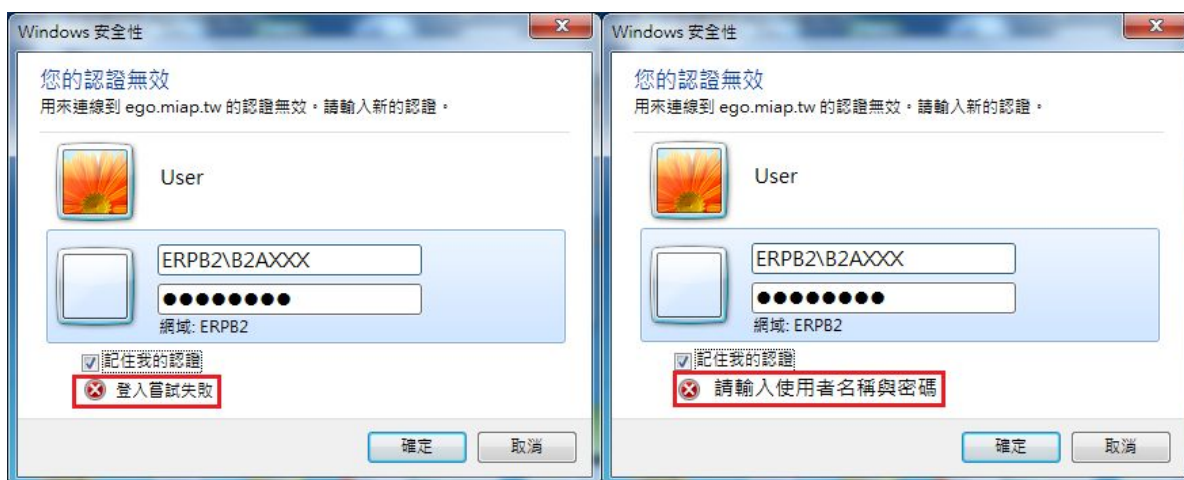 Windows 安全性
您的認證無效
用來連線到 ego.miap.tw 的認證無效。請輸入新的認證。
User
ERPB2\B2AXXX
●●●●●●●●
網域: ERPB2
記住我的認證
登入嘗試失敗
確定
取消
Windows 安全性
您的認證無效
用來連線到 ego.miap.tw 的認證無效。請輸入新的認證。
User
ERPB2\B2AXXX
●●●●●●●●
網域: ERPB2
記住我的認證
請輸入使用者名稱與密碼
確定
取消